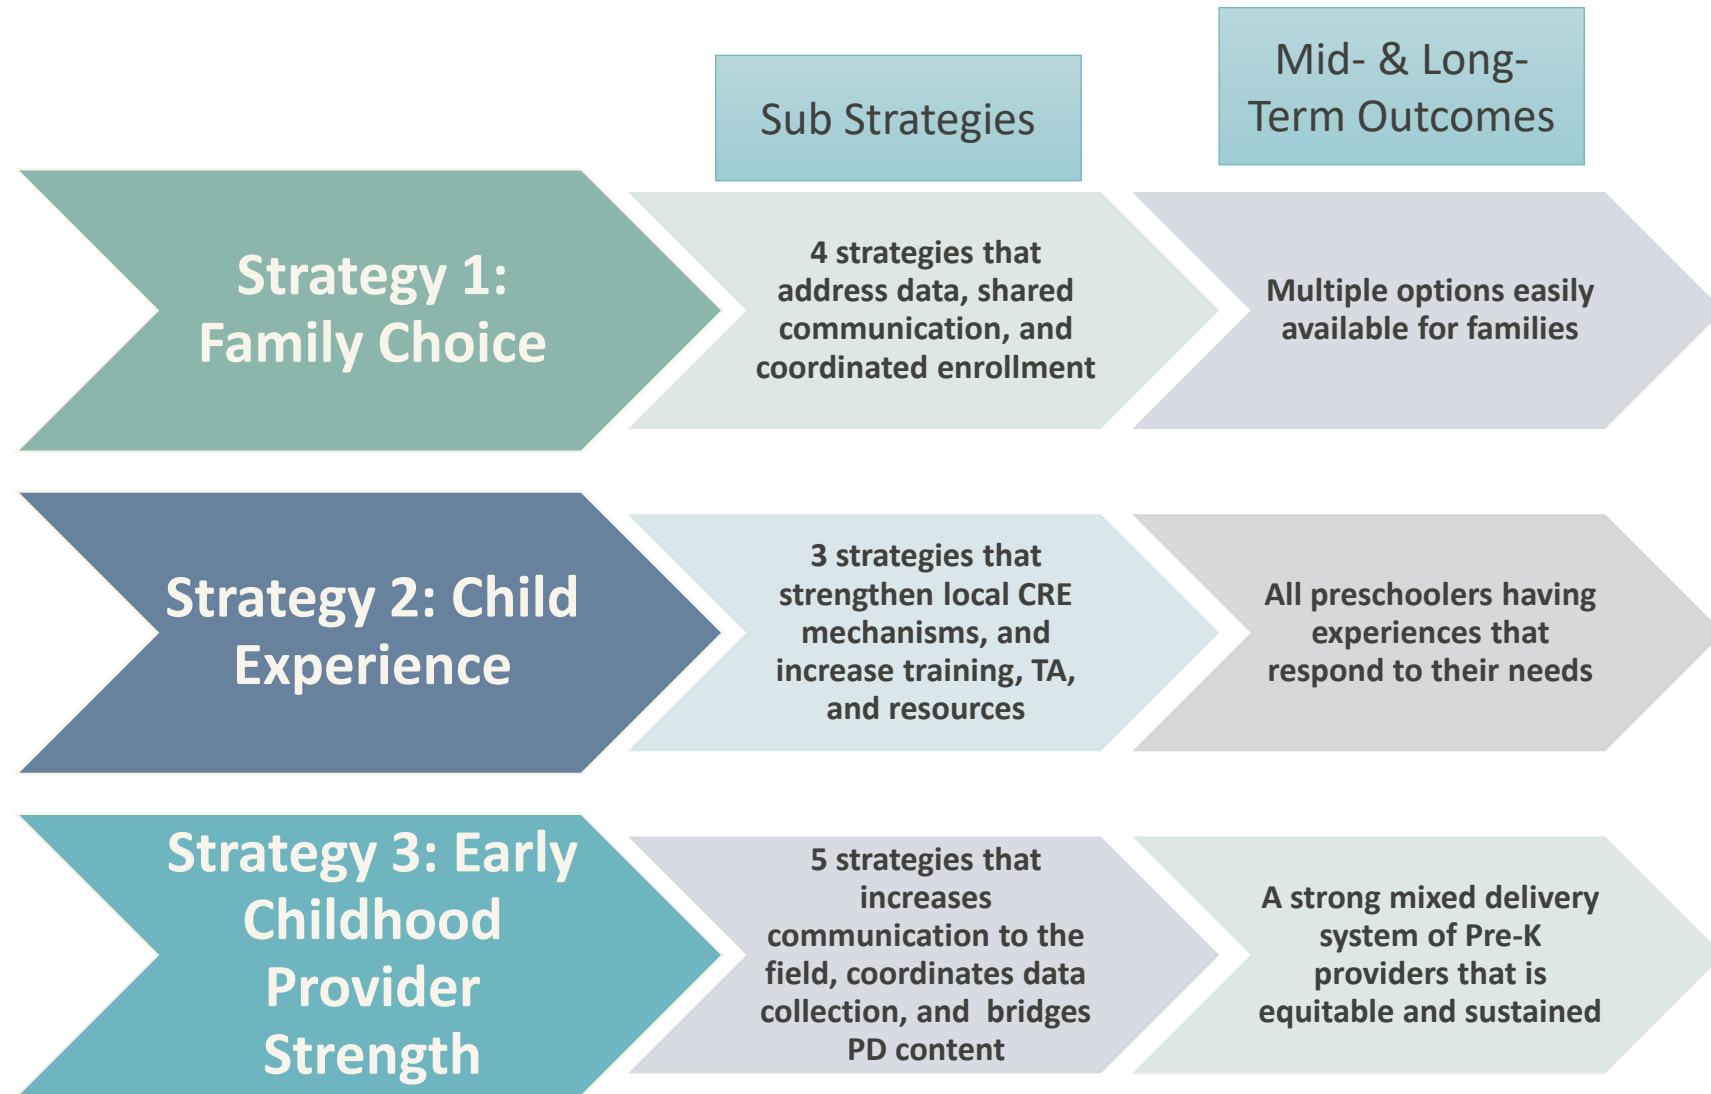 Sub Strategies
Mid- & Long-
Term Outcomes
Strategy 1:
Family Choice
4 strategies that
address data, shared
communication, and
coordinated enrollment
Multiple options easily
available for families
Strategy 2: Child
Experience
3 strategies that
strengthen local CRE
mechanisms, and
increase training, TA,
and resources
All preschoolers having
experiences that
respond to their needs
Strategy 3: Early
Childhood
Provider
Strength
5 strategies that
increases
communication to the
field, coordinates data
collection, and  bridges
PD content
A strong mixed delivery
system of Pre-K
providers that is
equitable and sustained